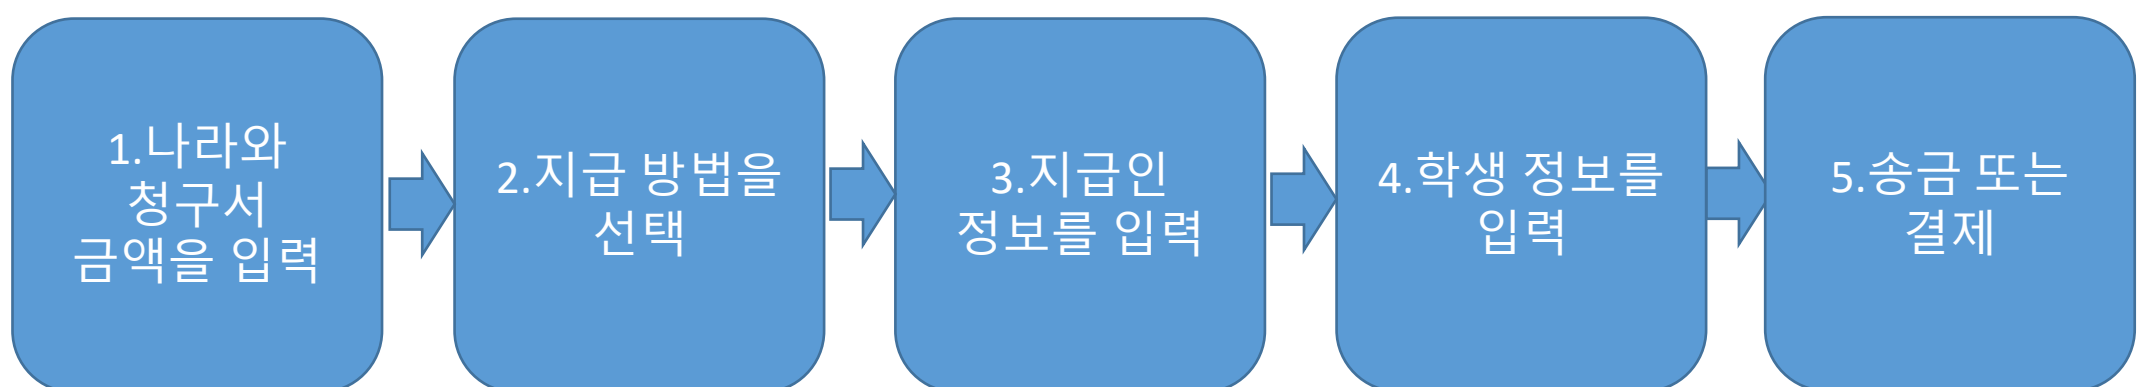 1.나라와
청구서
금액을 입력
2.지급 방법을
선택
3.지급인
정보를 입력
4.학생 정보를
입력
5.송금 또는
결제